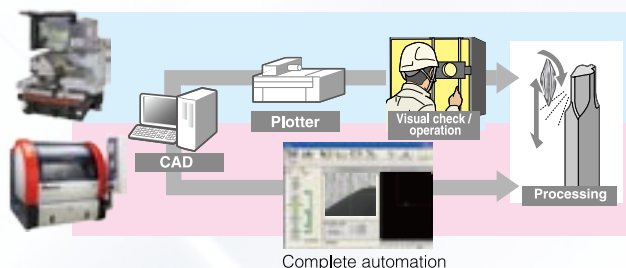 Plotter
Visual check /
operation
CAD
Processing
Complete automation